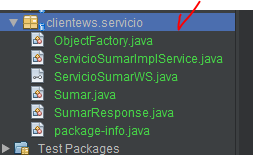 clientews.servicio
ObjectFactory.java
ServicioSumarImplService.java
ServicioSumarWS.java
Sumar.java
SumarResponse.java
package-info.java
Test Packages